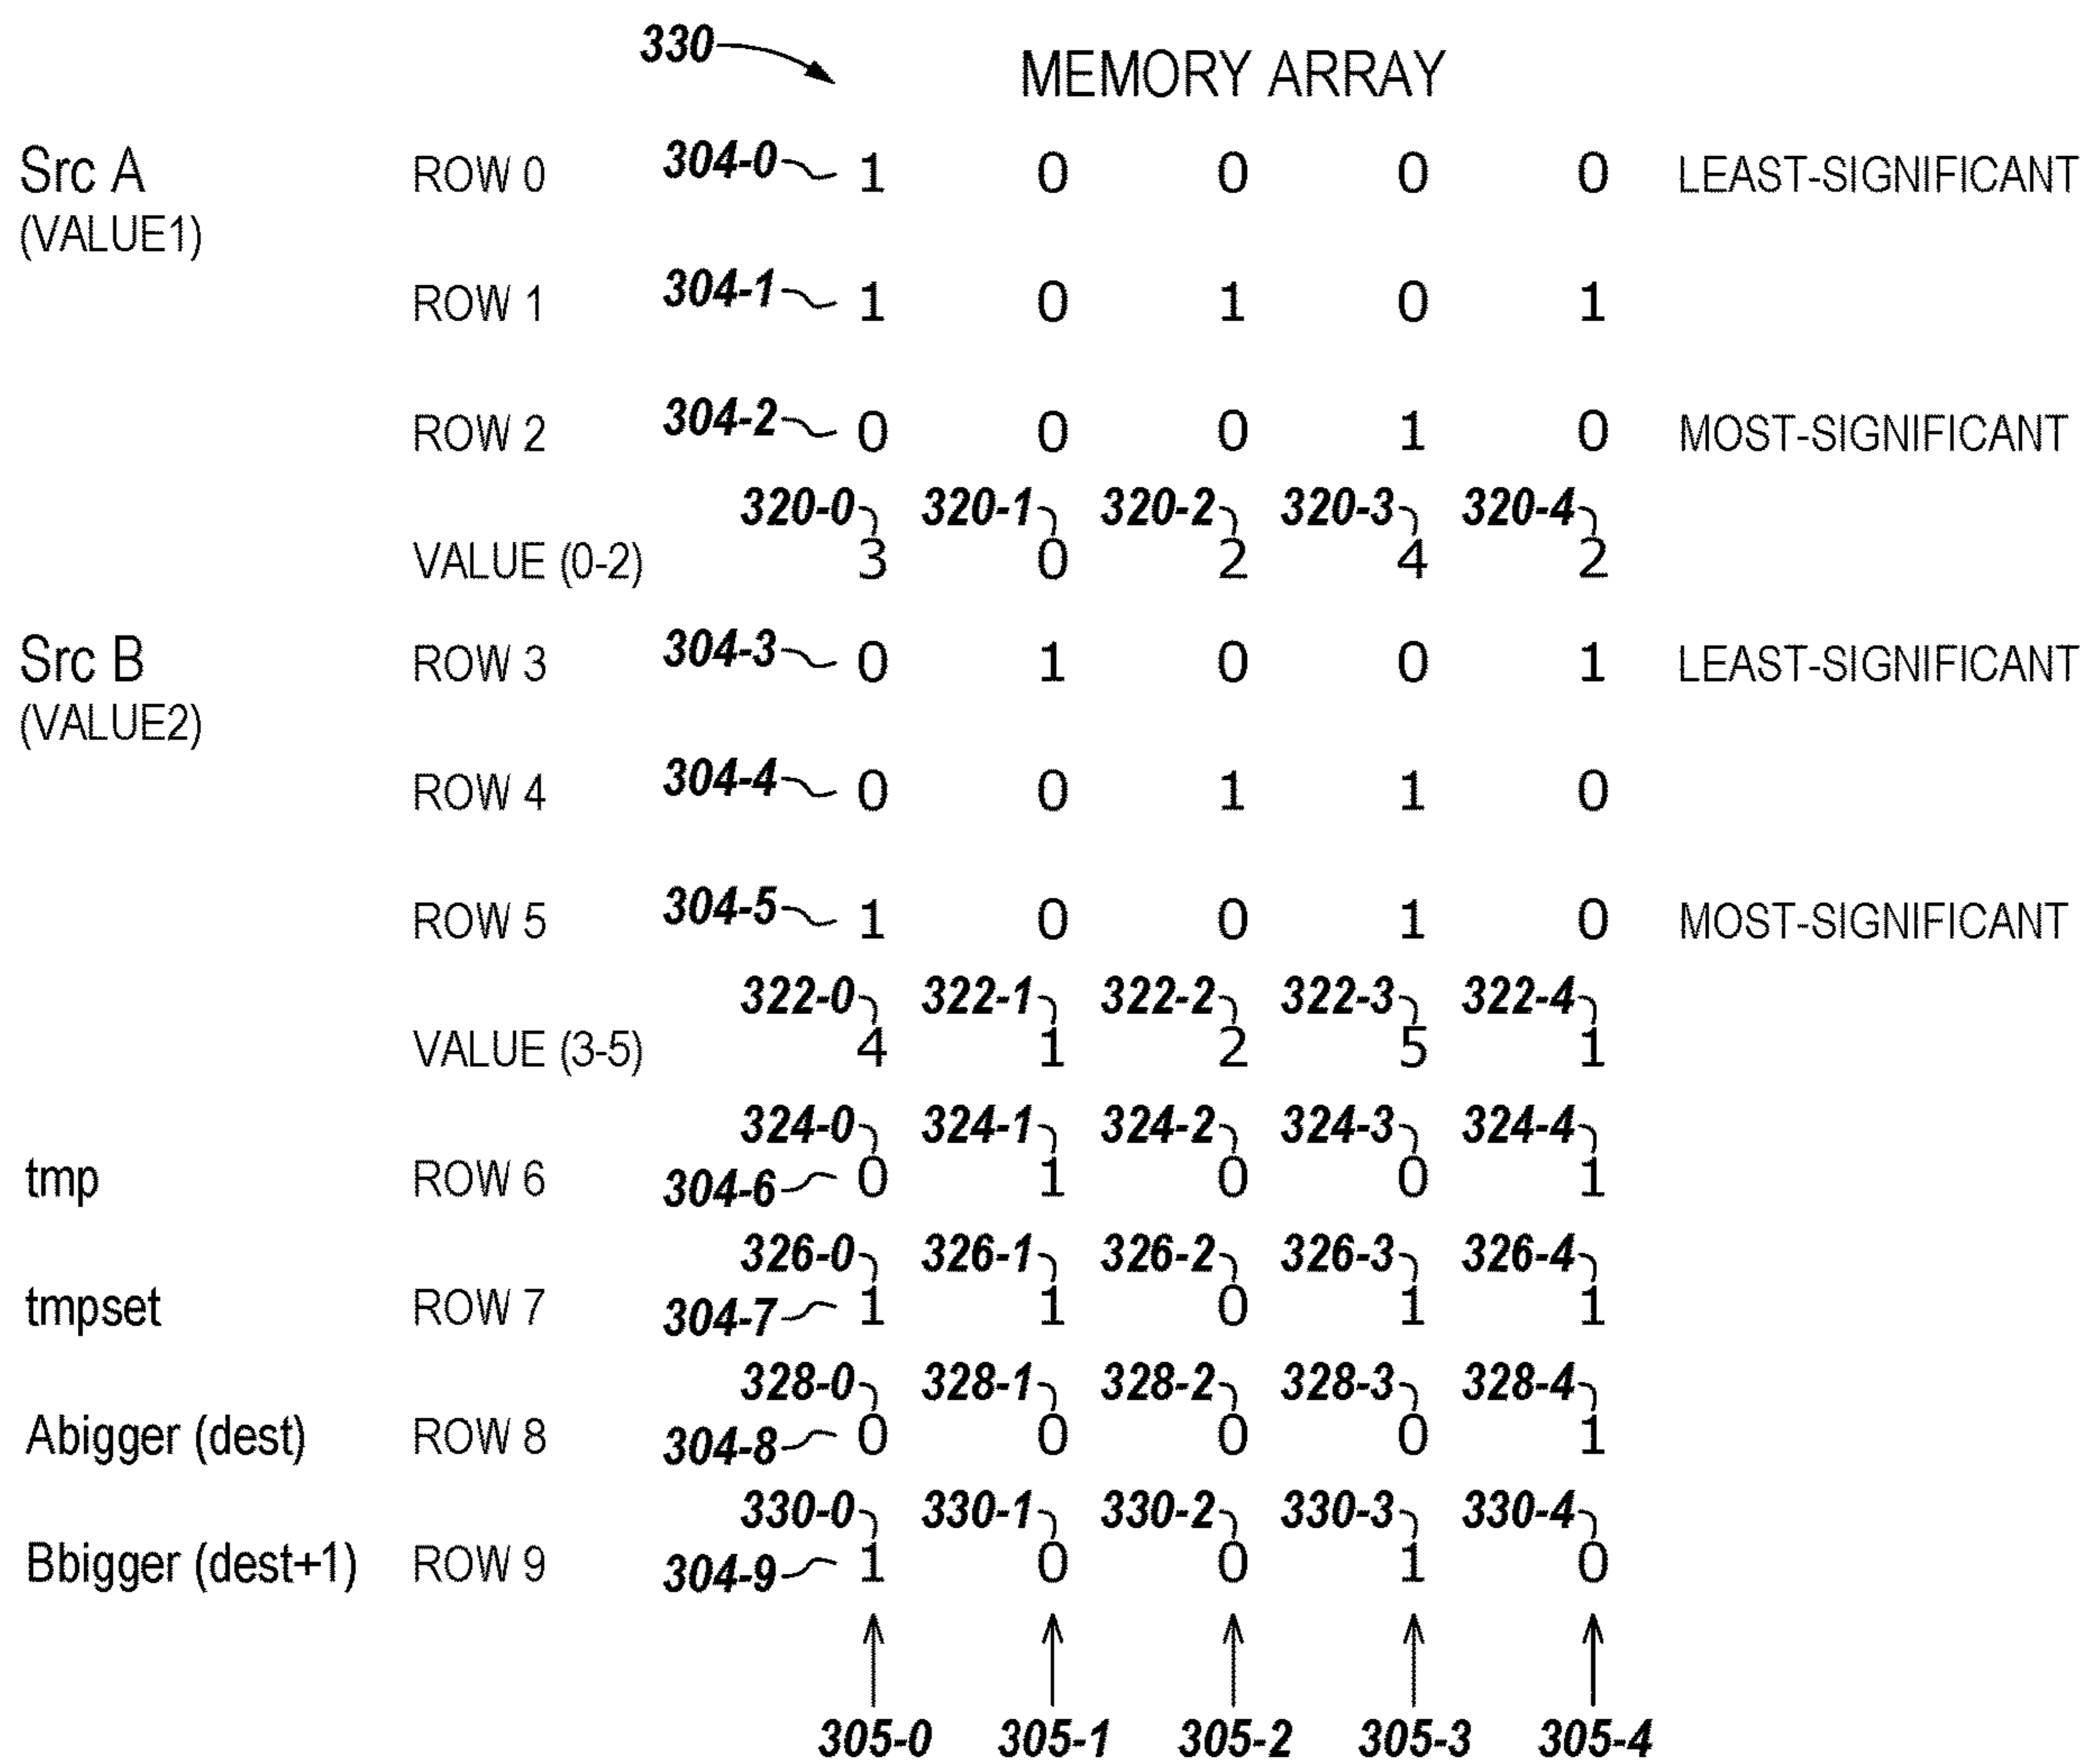 330 MEMORY ARRAY
Src A ROW 0 304-0 1 0 0 0 0 LEAST-SIGNIFICANT
(VALUE1)
ROW 1 304-1 1 0 1 0 1
ROW 2 304-2 0 0 0 1 0 MOST-SIGNIFICANT
320-0 320-1 320-2 320-3 320-4
VALUE (0-2) 3 0 2 4 2
Src B ROW 3 304-3 0 1 0 0 1 LEAST-SIGNIFICANT
(VALUE2)
ROW 4 304-4 0 0 1 1 0
ROW 5 304-5 1 0 0 1 0 MOST-SIGNIFICANT
322-0 322-1 322-2 322-3 322-4
VALUE (3-5) 4 1 2 5 1
324-0 324-1 324-2 324-3 324-4
tmp ROW 6 304-6 0 1 0 0 1
326-0 326-1 326-2 326-3 326-4
tmpset ROW 7 304-7 1 1 0 1 1
328-0 328-1 328-2 328-3 328-4
Abigger (dest) ROW 8 304-8 0 0 0 0 1
330-0 330-1 330-2 330-3 330-4
Bbigger (dest+1) ROW 9 304-9 1 0 0 1 0
305-0 305-1 305-2 305-3 305-4